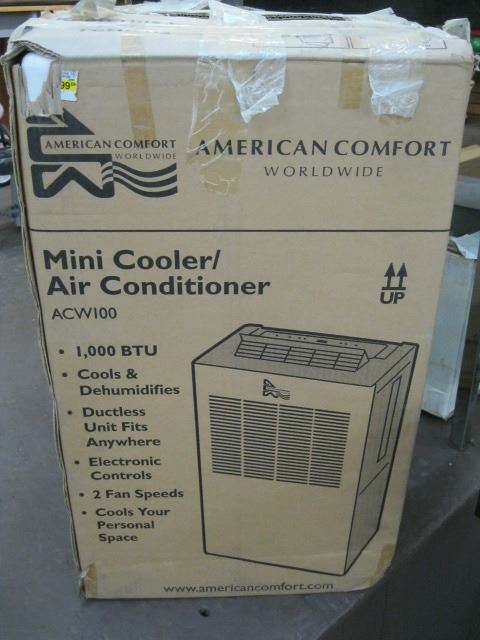 99
AMERICAN COMFORT
WORLDWIDE
AMERICAN COMFORT
WORLDWIDE
Mini Cooler/
Air Conditioner
ACW100
UP
• 1,000 BTU
• Cools &
Dehumidifies
• Ductless
Unit Fits
Anywhere
• Electronic
Controls
• 2 Fan Speeds
• Cools Your
Personal
Space
www.americancomfort.com